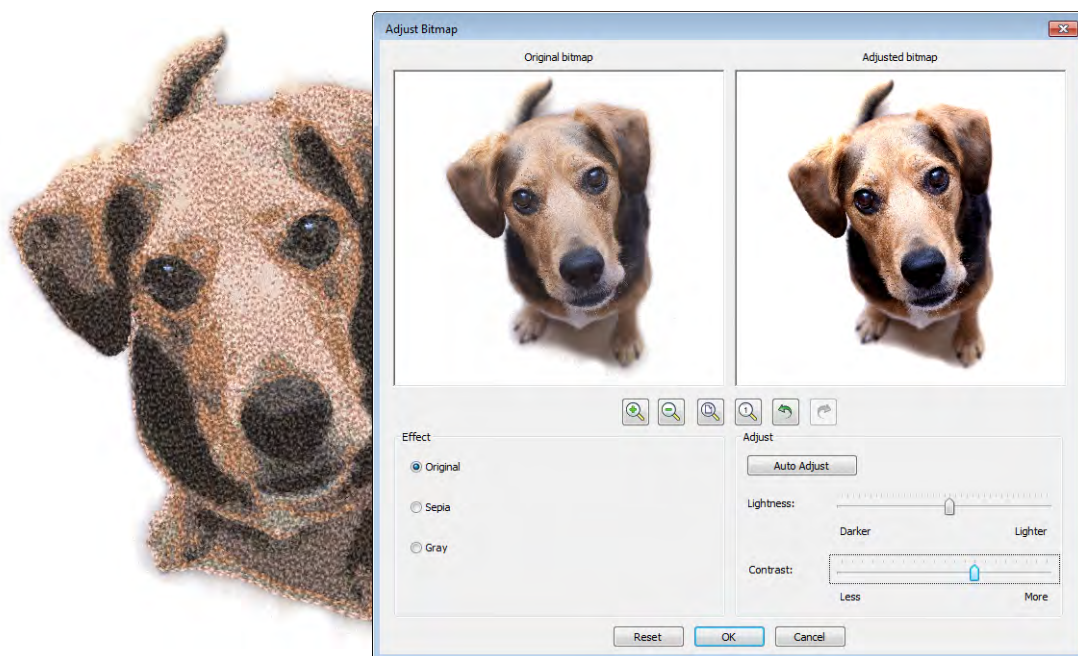 Adjust Bitmap
Original bitmap
Adjusted bitmap
Effect
Original
Sepia
Gray
Adjust
Auto Adjust
Lightness:
Darker
Lighter
Contrast:
Less
More
Reset
OK
Cancel